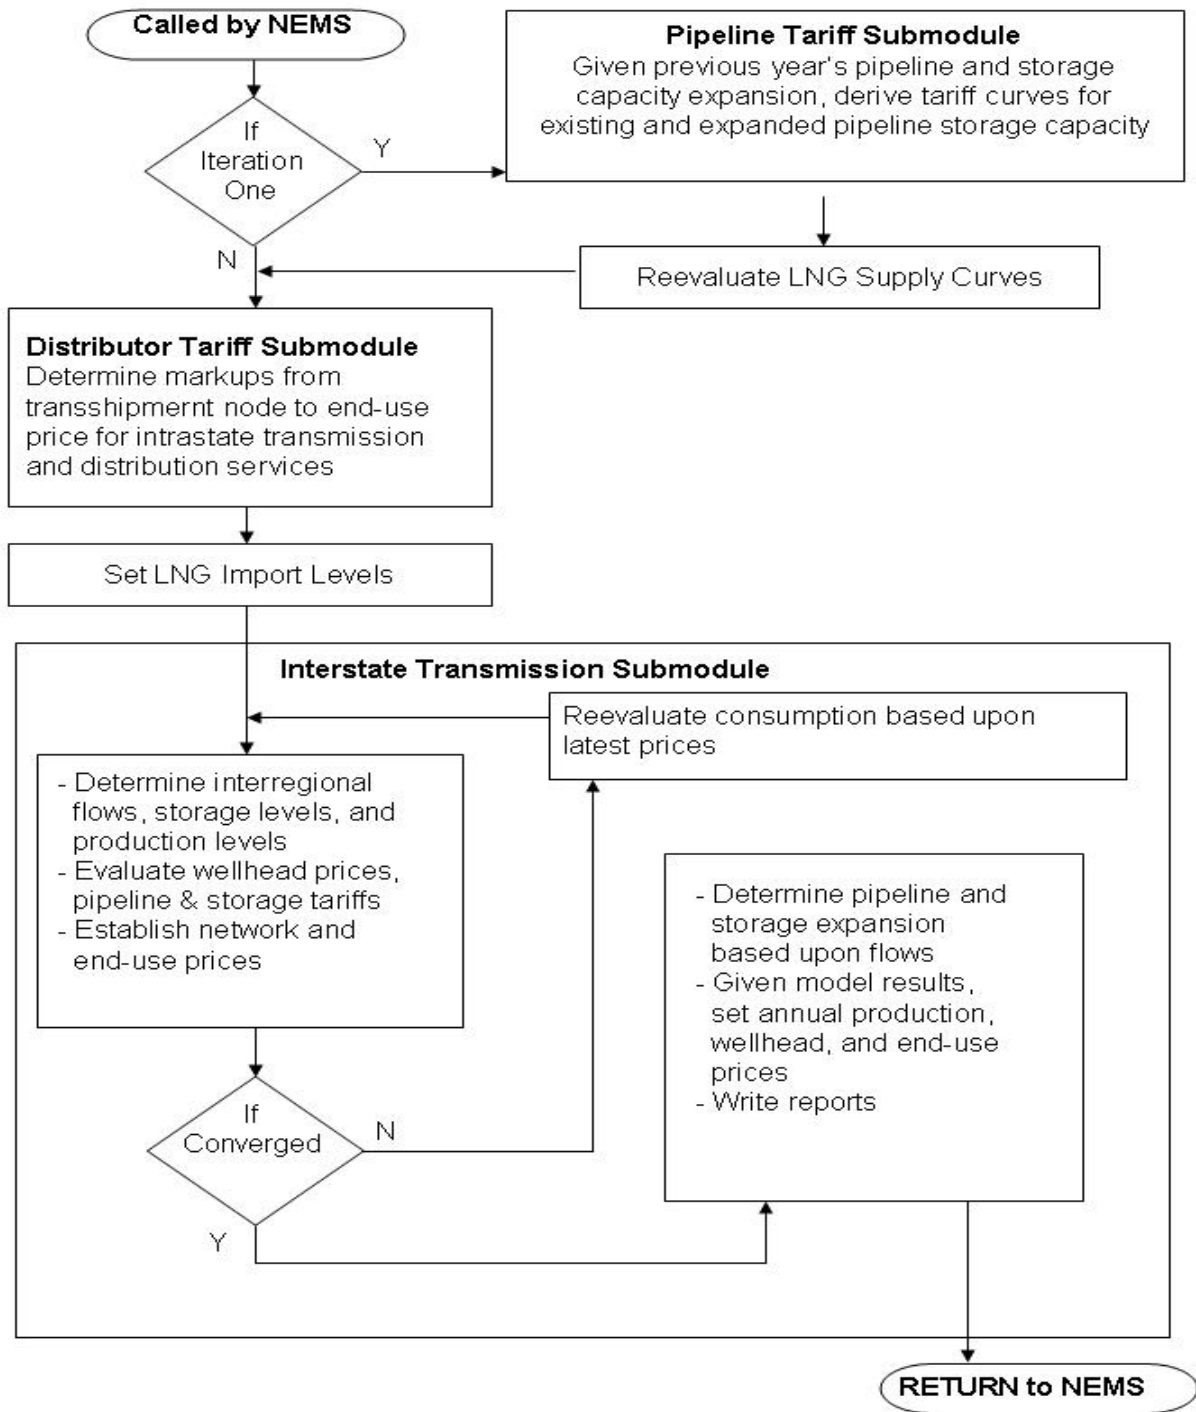 Called by NEMS
Pipeline Tariff Submodule
Given previous year's pipeline and storage
capacity expansion, derive tariff curves for
existing and expanded pipeline storage capacity
If
Iteration
One
Y
N
Reevaluate LNG Supply Curves
Distributor Tariff Submodule
Determine markups from
transshipmernt node to end-use
price for intrastate transmission
and distribution services
Set LNG Import Levels
Interstate Transmission Submodule
Reevaluate consumption based upon
latest prices
- Determine interregional
flows, storage levels, and
production levels
- Evaluate wellhead prices,
pipeline & storage tariffs
- Establish network and
end-use prices
- Determine pipeline and
storage expansion
based upon flows
- Given model results,
set annual production,
wellhead, and end-use
prices
- Write reports
If
Converged
N
Y
RETURN to NEMS